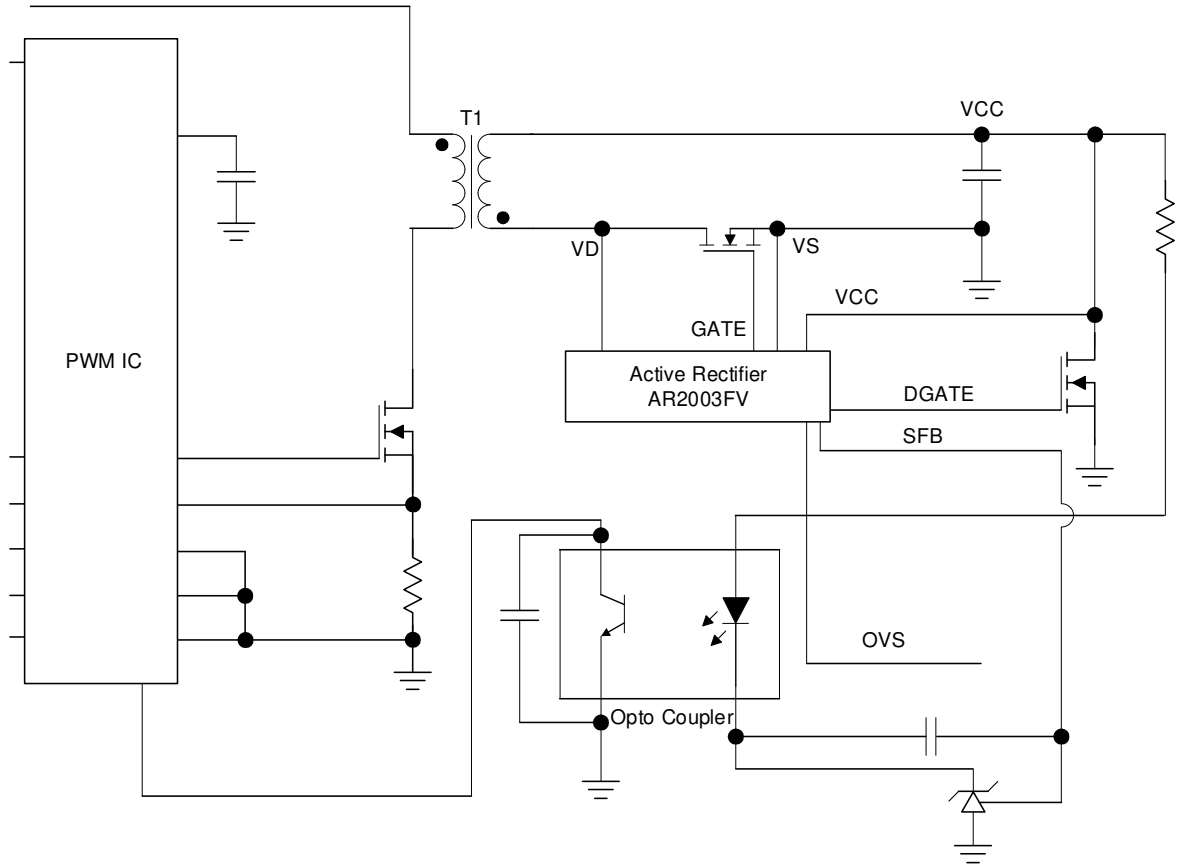 T1
VCC
VD
VS
VCC
GATE
PWM IC
Active Rectifier
AR2003FV
DGATE
SFB
OVS
Opto Coupler